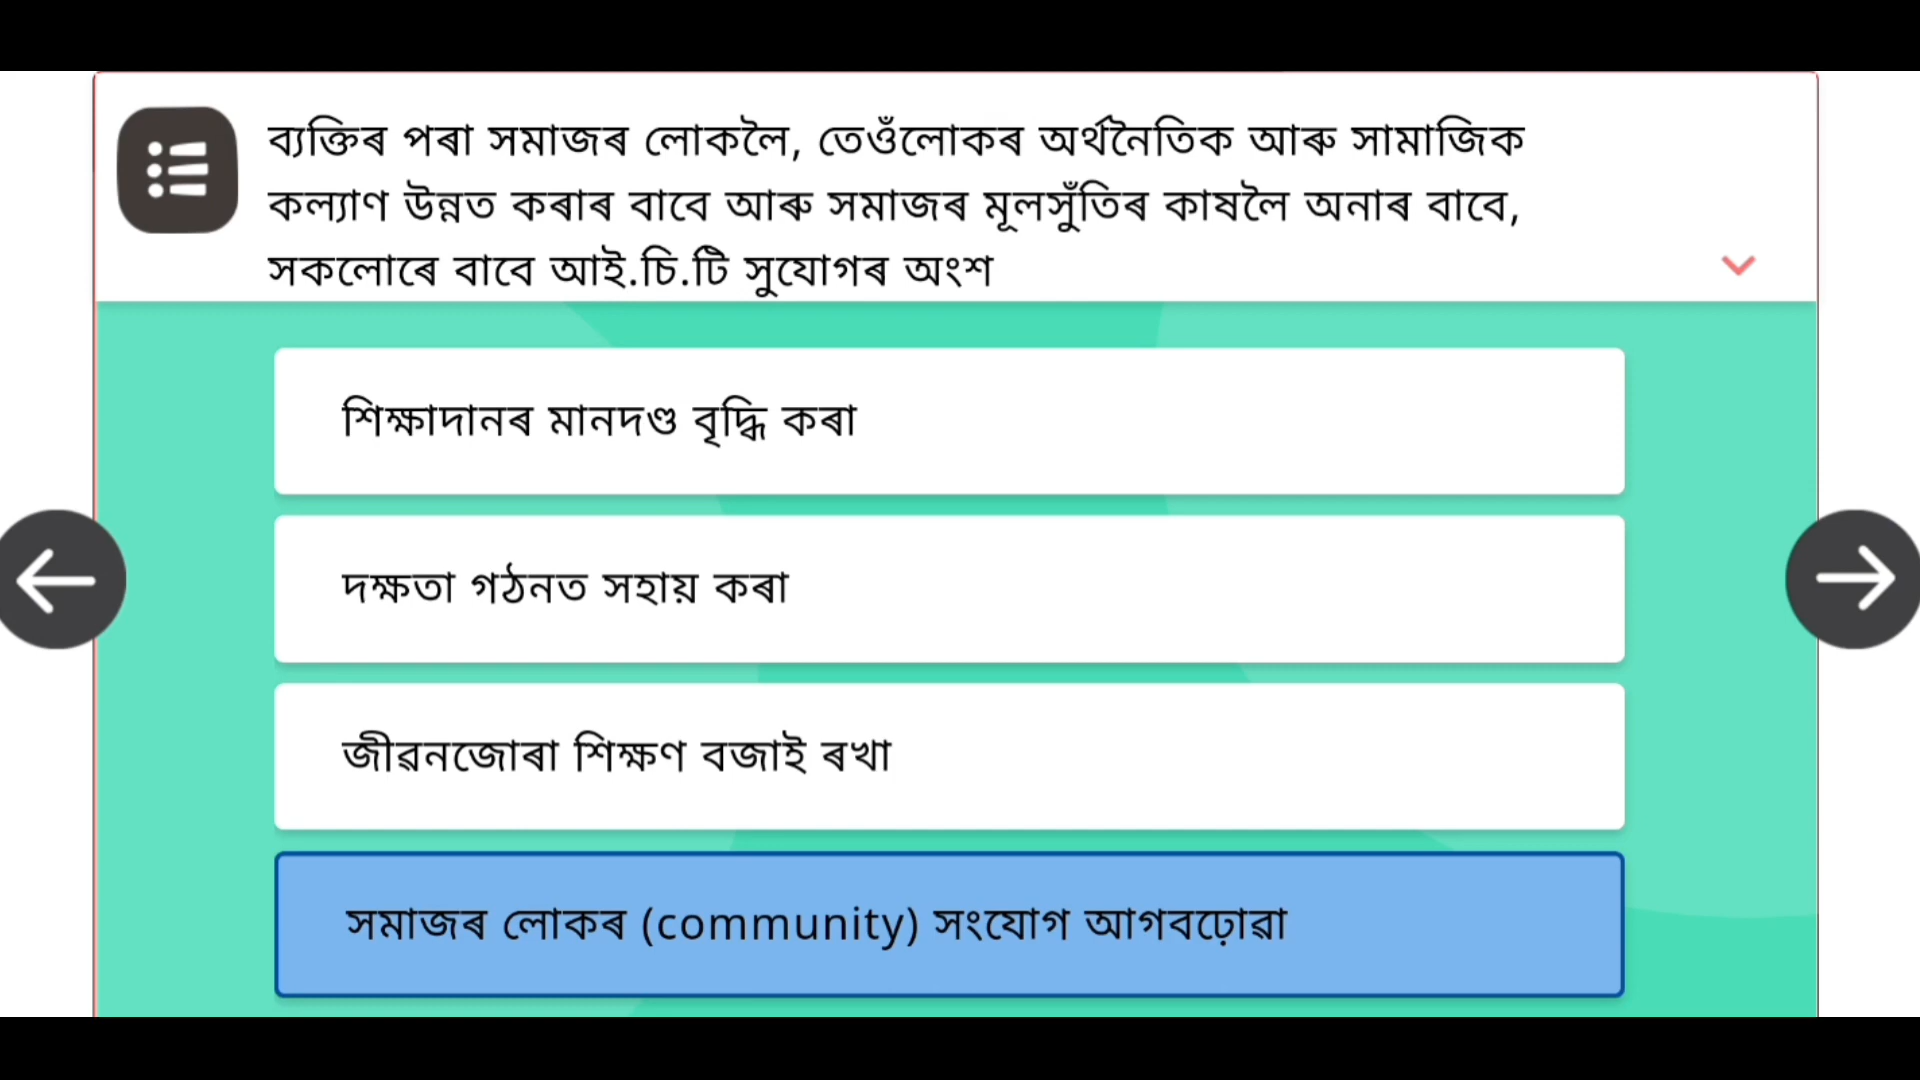 ব্যক্তিৰ পৰা সমাজৰ লোকলৈ, তেওঁলোকৰ অৰ্থনৈতিক আৰু সামাজিক
কল্যাণ উন্নত কৰাৰ বাবে আৰু সমাজৰ মূলসুঁতিৰ কাষলৈ অনাৰ বাবে,
সকলোৰে বাবে আই.চি.টি সুযোগৰ অংশ
শিক্ষাদানৰ মানদণ্ড বৃদ্ধি কৰা
দক্ষতা গঠনত সহায় কৰা
জীৱনজোৰা শিক্ষণ বজাই ৰখা
সমাজৰ লোকৰ (community) সংযোগ আগবঢ়োৱা